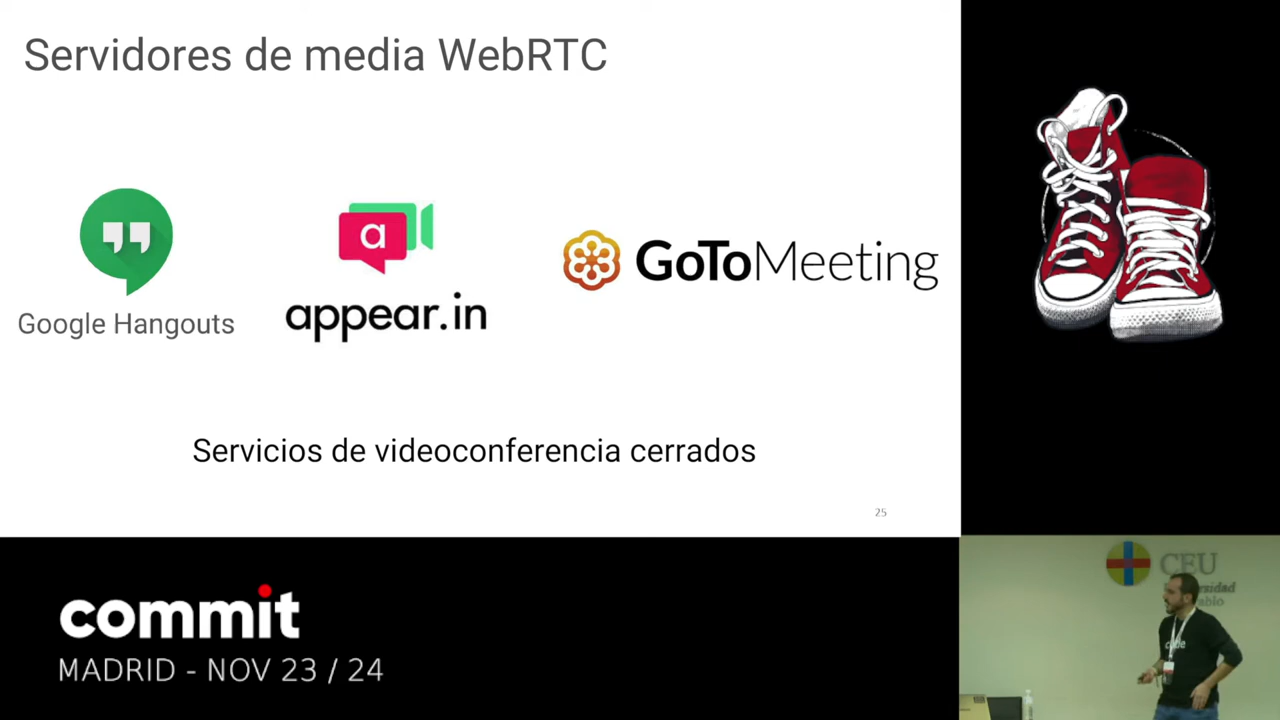 Servidores de media WebRTC
a
Google Hangouts
appear.in
GoToMeeting
Servicios de videoconferencia cerrados
25
commit
MADRID - NOV 23 / 24
CEU